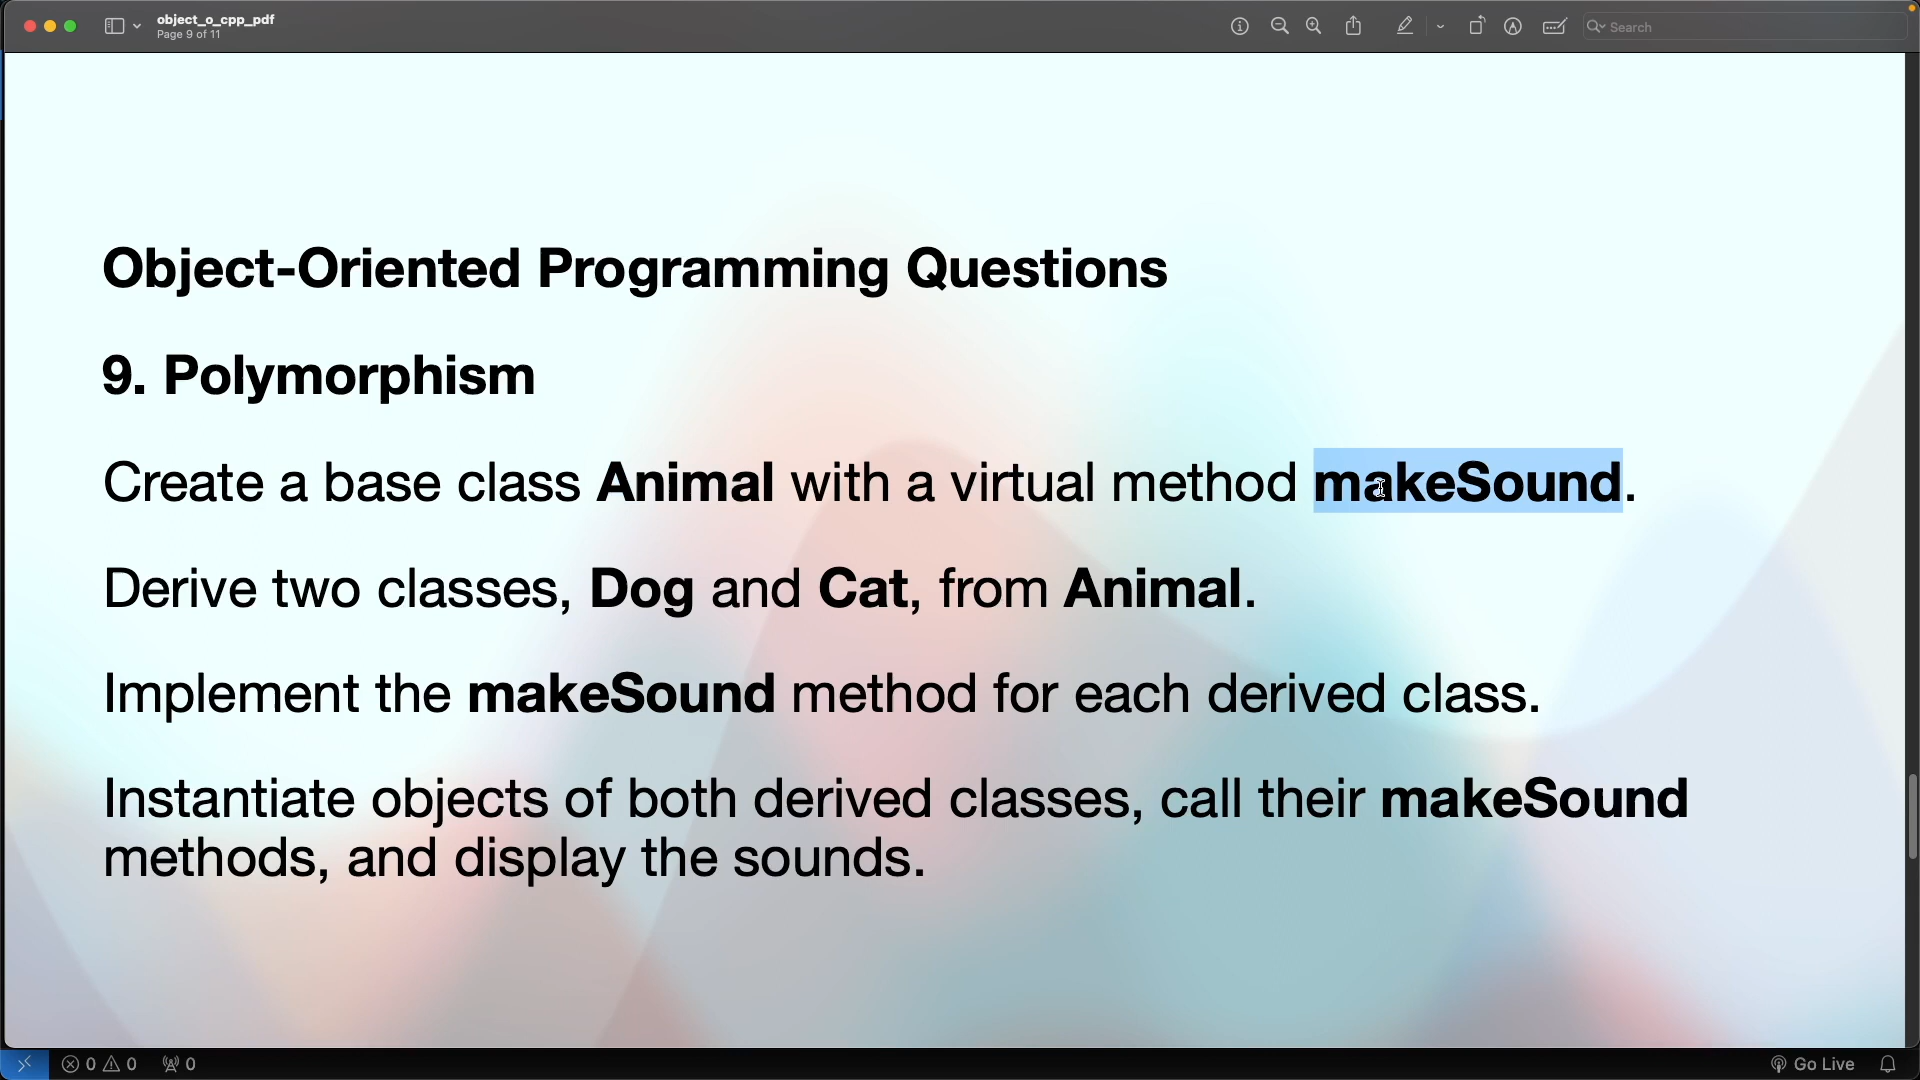 object_o_cpp_pdf
Page 9 of 11
Search
Object-Oriented Programming Questions
9. Polymorphism
Create a base class Animal with a virtual method makeSound.
Derive two classes, Dog and Cat, from Animal.
Implement the makeSound method for each derived class.
Instantiate objects of both derived classes, call their makeSound
methods, and display the sounds.
0 0 0 Go Live